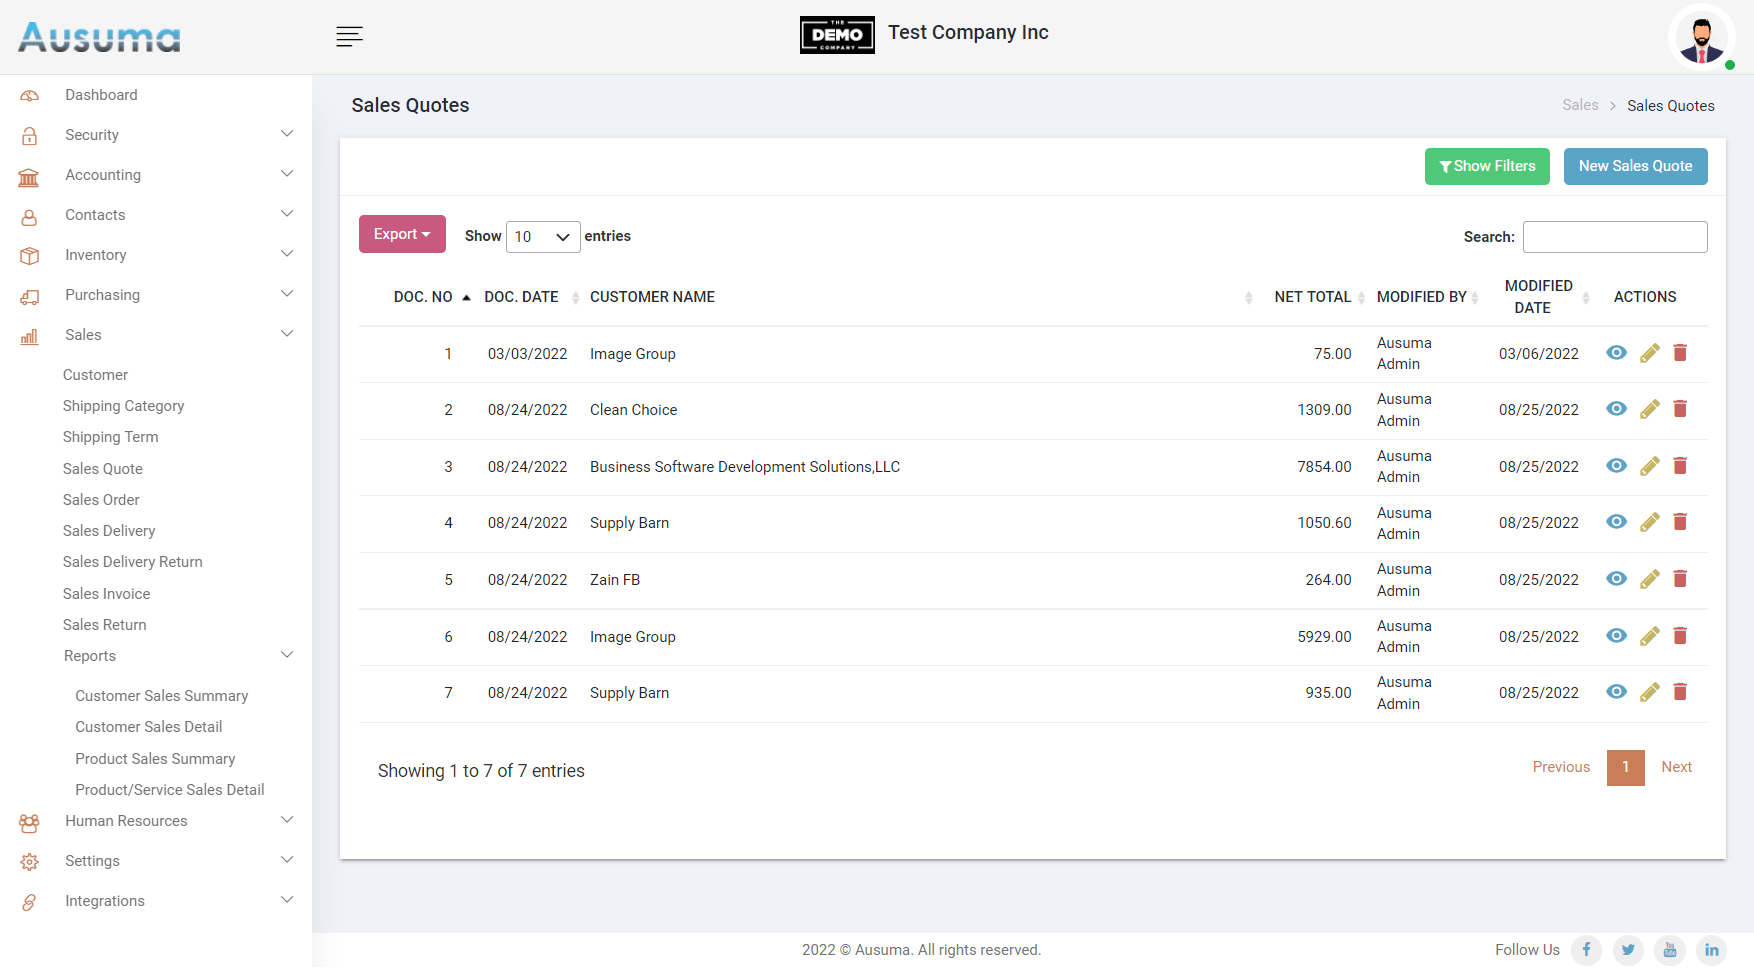 Ausuma
THE
DEMO
COMPANY
Test Company Inc
Dashboard
Security
Accounting
Contacts
Inventory
Purchasing
Sales
Customer
Shipping Category
Shipping Term
Sales Quote
Sales Order
Sales Delivery
Sales Delivery Return
Sales Invoice
Sales Return
Reports
Customer Sales Summary
Customer Sales Detail
Product Sales Summary
Product/Service Sales Detail
Human Resources
Settings
Integrations
Sales Quotes
Sales > Sales Quotes
Show Filters New Sales Quote
Export Show 10 entries Search:
DOC. NO DOC. DATE CUSTOMER NAME NET TOTAL MODIFIED BY MODIFIED DATE ACTIONS
1 03/03/2022 Image Group 75.00 Ausuma Admin 03/06/2022
2 08/24/2022 Clean Choice 1309.00 Ausuma Admin 08/25/2022
3 08/24/2022 Business Software Development Solutions,LLC 7854.00 Ausuma Admin 08/25/2022
4 08/24/2022 Supply Barn 1050.60 Ausuma Admin 08/25/2022
5 08/24/2022 Zain FB 264.00 Ausuma Admin 08/25/2022
6 08/24/2022 Image Group 5929.00 Ausuma Admin 08/25/2022
7 08/24/2022 Supply Barn 935.00 Ausuma Admin 08/25/2022
Showing 1 to 7 of 7 entries
Previous 1 Next
2022 © Ausuma. All rights reserved.
Follow Us